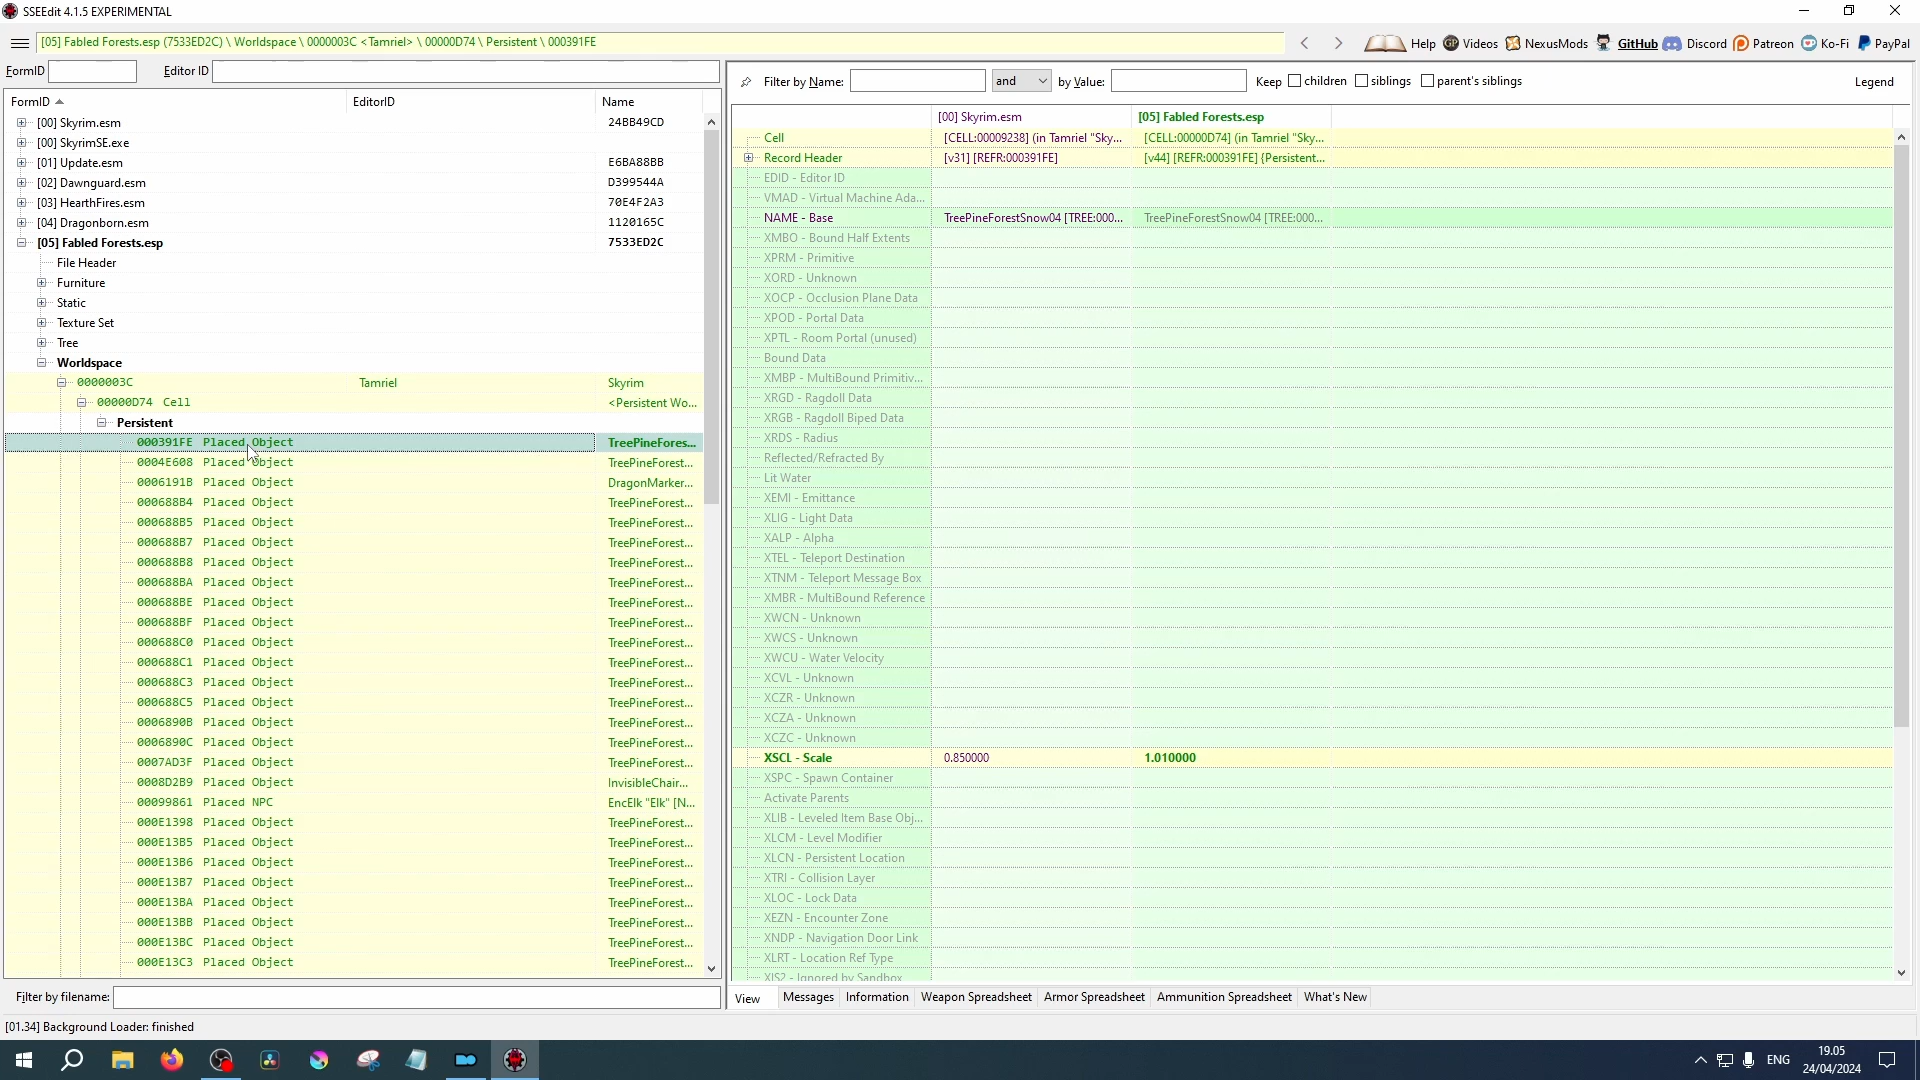 SSEEdit 4.1.5 EXPERIMENTAL
[05] Fabled Forests.esp (7533ED2C) \ Worldspace \ 0000003C <Tamriel> \ 00000D74 \ Persistent \ 000391FE
Help Videos NexusMods GitHub Discord Patreon Ko-Fi PayPal
FormID Editor ID
Filter by Name: and by Value: Keep children siblings parent's siblings Legend
FormID EditorID Name
[00] Skyrim.esm 24BB49CD
[00] SkyrimSE.exe
[01] Update.esm E6BA88BB
[02] Dawnguard.esm D399544A
[03] HearthFires.esm 70E4F2A3
[04] Dragonborn.esm 1120165C
[05] Fabled Forests.esp 7533ED2C
File Header
Furniture
Static
Texture Set
Tree
Worldspace
0000003C Tamriel Skyrim
00000D74 Cell <Persistent Wo...
Persistent
000391FE Placed Object TreePineFores...
0004E608 Placed Object TreePineForest...
0006191B Placed Object DragonMarker...
000688B4 Placed Object TreePineForest...
000688B5 Placed Object TreePineForest...
000688B7 Placed Object TreePineForest...
000688B8 Placed Object TreePineForest...
000688BA Placed Object TreePineForest...
000688BE Placed Object TreePineForest...
000688BF Placed Object TreePineForest...
000688C0 Placed Object TreePineForest...
000688C1 Placed Object TreePineForest...
000688C3 Placed Object TreePineForest...
000688C5 Placed Object TreePineForest...
0006890B Placed Object TreePineForest...
0006890C Placed Object TreePineForest...
0007AD3F Placed Object TreePineForest...
0008D2B9 Placed Object InvisibleChair...
00099861 Placed NPC EncElk "Elk" [N...
000E1398 Placed Object TreePineForest...
000E13B5 Placed Object TreePineForest...
000E13B6 Placed Object TreePineForest...
000E13B7 Placed Object TreePineForest...
000E13BA Placed Object TreePineForest...
000E13BB Placed Object TreePineForest...
000E13BC Placed Object TreePineForest...
000E13C3 Placed Object TreePineForest...
Filter by filename:
[00] Skyrim.esm [05] Fabled Forests.esp
Cell [CELL:00009238] (in Tamriel "Sky... [CELL:00000D74] (in Tamriel "Sky...
Record Header [v31] [REFR:000391FE] [v44] [REFR:000391FE] {Persistent...
EDID - Editor ID
VMAD - Virtual Machine Ada...
NAME - Base TreePineForestSnow04 [TREE:000... TreePineForestSnow04 [TREE:000...
XMBO - Bound Half Extents
XPRM - Primitive
XORD - Unknown
XOCP - Occlusion Plane Data
XPOD - Portal Data
XPTL - Room Portal (unused)
Bound Data
XMBP - MultiBound Primitiv...
XRGD - Ragdoll Data
XRGB - Ragdoll Biped Data
XRDS - Radius
Reflected/Refracted By
Lit Water
XEMI - Emittance
XLIG - Light Data
XALP - Alpha
XTEL - Teleport Destination
XTNM - Teleport Message Box
XMBR - MultiBound Reference
XWCN - Unknown
XWCS - Unknown
XWCU - Water Velocity
XCVL - Unknown
XCZR - Unknown
XCZA - Unknown
XCZC - Unknown
XSCL - Scale 0.850000 1.010000
XSPC - Spawn Container
Activate Parents
XLIB - Leveled Item Base Obj...
XLCM - Level Modifier
XLCN - Persistent Location
XTRI - Collision Layer
XLOC - Lock Data
XEZN - Encounter Zone
XNDP - Navigation Door Link
XLRT - Location Ref Type
XIS2 - Ignored by Sandbox
View Messages Information Weapon Spreadsheet Armor Spreadsheet Ammunition Spreadsheet What's New
[01.34] Background Loader: finished
ENG
19.05
24/04/2024